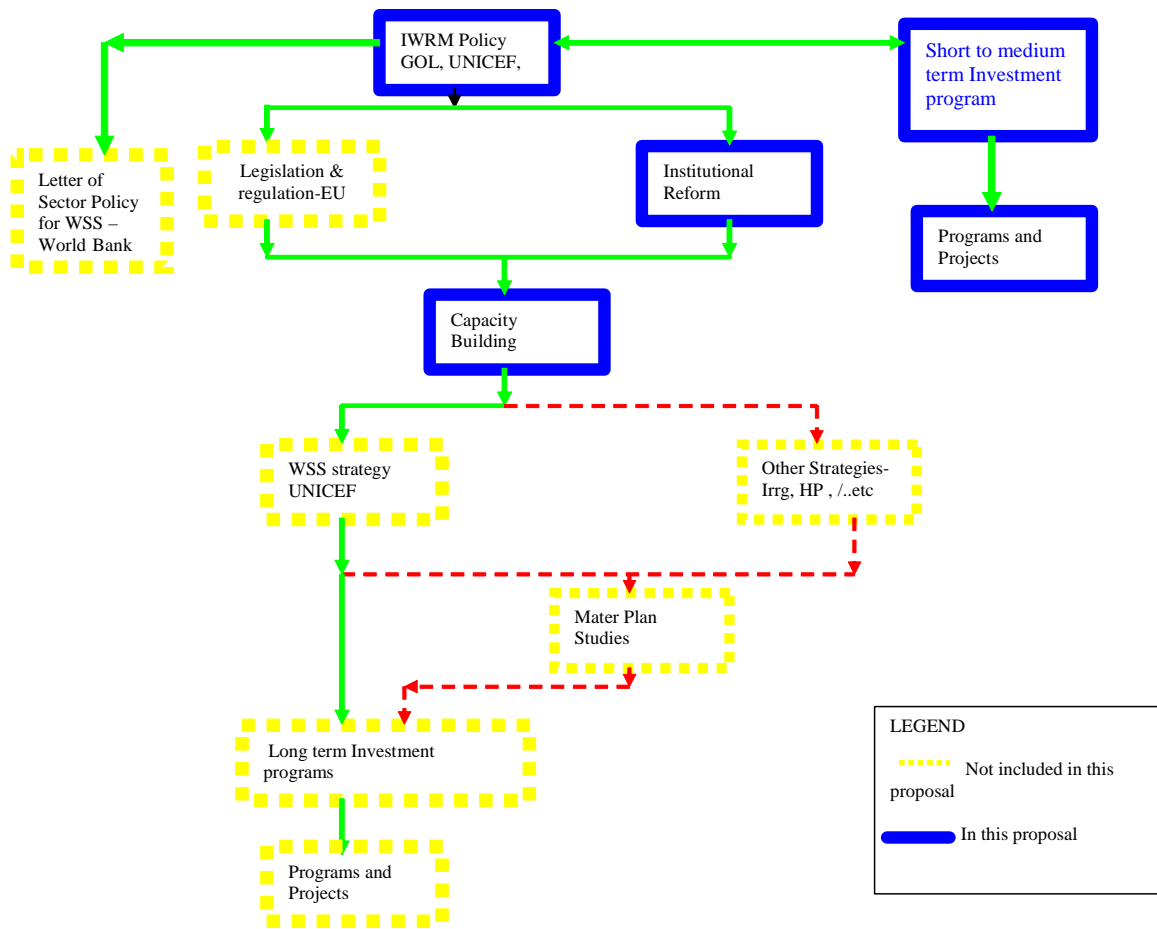 IWRM Policy
GOL, UNICEF,
Short to medium
term Investment
program
Letter of
Sector Policy
for WSS –
World Bank
Legislation &
regulation-EU
Institutional
Reform
Programs and
Projects
Capacity
Building
WSS strategy
UNICEF
Other Strategies-
Irrg, HP , /..etc
Mater Plan
Studies
Long term Investment
programs
Programs and
Projects
LEGEND
Not included in this
proposal
In this proposal